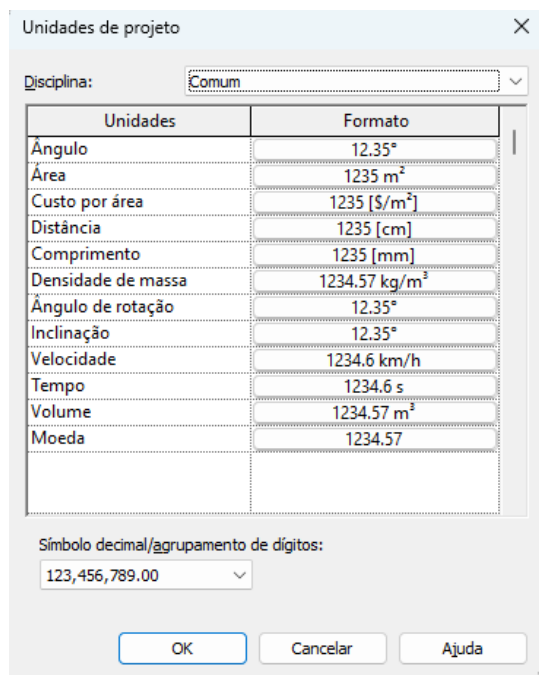 Unidades de projeto
Disciplina: Comum
Unidades Formato
Ângulo 12.35°
Área 1235 m²
Custo por área 1235 [$/m²]
Distância 1235 [cm]
Comprimento 1235 [mm]
Densidade de massa 1234.57 kg/m³
Ângulo de rotação 12.35°
Inclinação 12.35°
Velocidade 1234.6 km/h
Tempo 1234.6 s
Volume 1234.57 m³
Moeda 1234.57
Símbolo decimal/agrupamento de dígitos:
123,456,789.00
OK Cancelar Ajuda